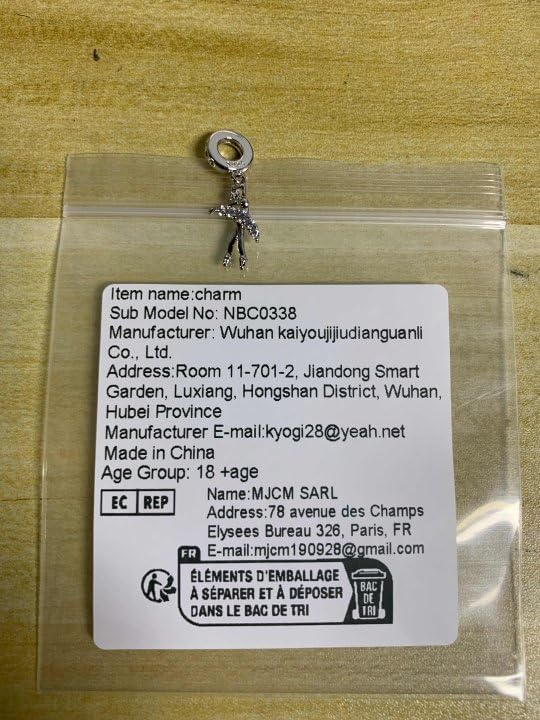 Item name:charm
Sub Model No: NBC0338
Manufacturer: Wuhan kaiyoujijiudianguanli
Co., Ltd.
Address:Room 11-701-2, Jiandong Smart
Garden, Luxiang, Hongshan District, Wuhan,
Hubei Province
Manufacturer E-mail:kyogi28@yeah.net
Made in China
Age Group: 18 +age
EC REP
Name:MJCM SARL
Address:78 avenue des Champs
Elysees Bureau 326, Paris, FR
E-mail:mjcm190928@gmail.com
FR
ÉLÉMENTS D'EMBALLAGE
À SÉPARER ET À DÉPOSER
DANS LE BAC DE TRI
BAC
DE
TRI